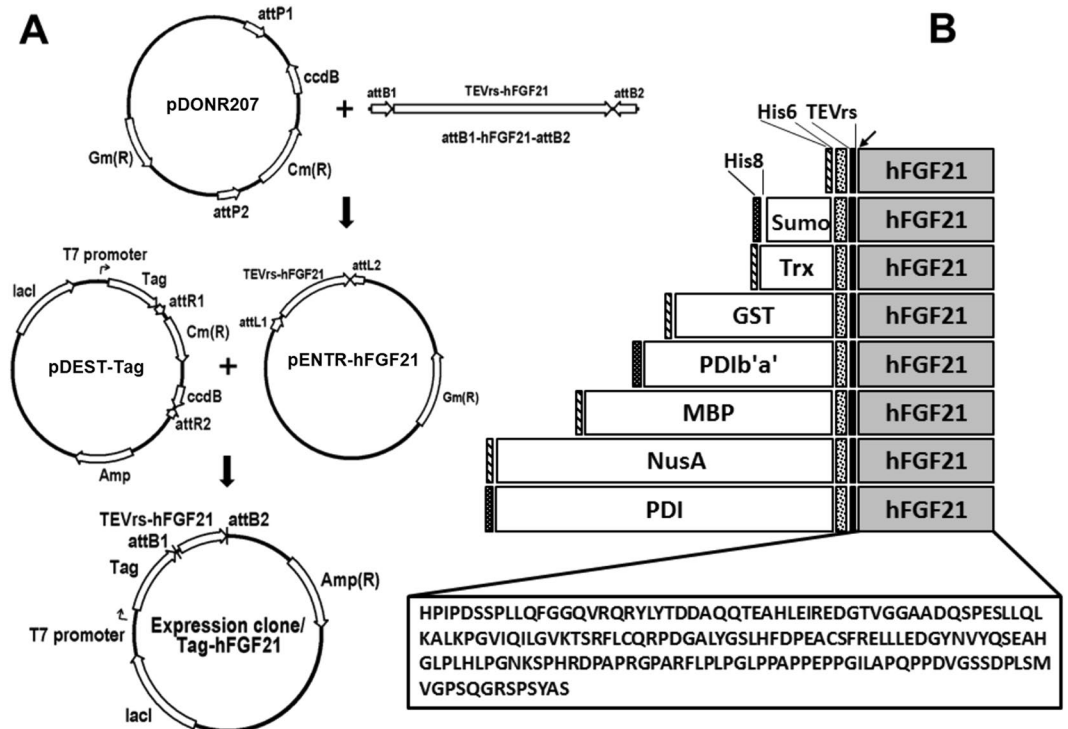 A
attP1
ccdB
pDONR207
Gm(R)
Cm(R)
attP2
+
attB1
TEVrs-hFGF21
attB2
attB1-hFGF21-attB2
T7 promoter
Tag
attR1
lacI
Cm(R)
pDEST-Tag
ccdB
attR2
Amp
+
TEVrs-hFGF21
attL2
attL1
pENTR-hFGF21
Gm(R)
TEVrs-hFGF21
attB2
attB1
Tag
Amp(R)
T7 promoter
Expression clone/
Tag-hFGF21
lacI
B
His6 TEVrs
hFGF21
His8
Sumo hFGF21
Trx hFGF21
GST hFGF21
PDIb'a' hFGF21
MBP hFGF21
NusA hFGF21
PDI hFGF21
HPIPDSSPLLQFGGQVRQRYLYTDDAQQTEAHLEIREDGTVGGAADQSPESLLQL
KALKPGVIQILGVKTSRFLCQRPDGALYGSLHFDPEACSFRELLLEDGYNVYQSEAH
GLPLHLPGNKSPHRDPAPRGPARFLPLPGLPPAPPEPPGILAPQPPDVGSSDPLSM
VGPSQGRSPSYAS